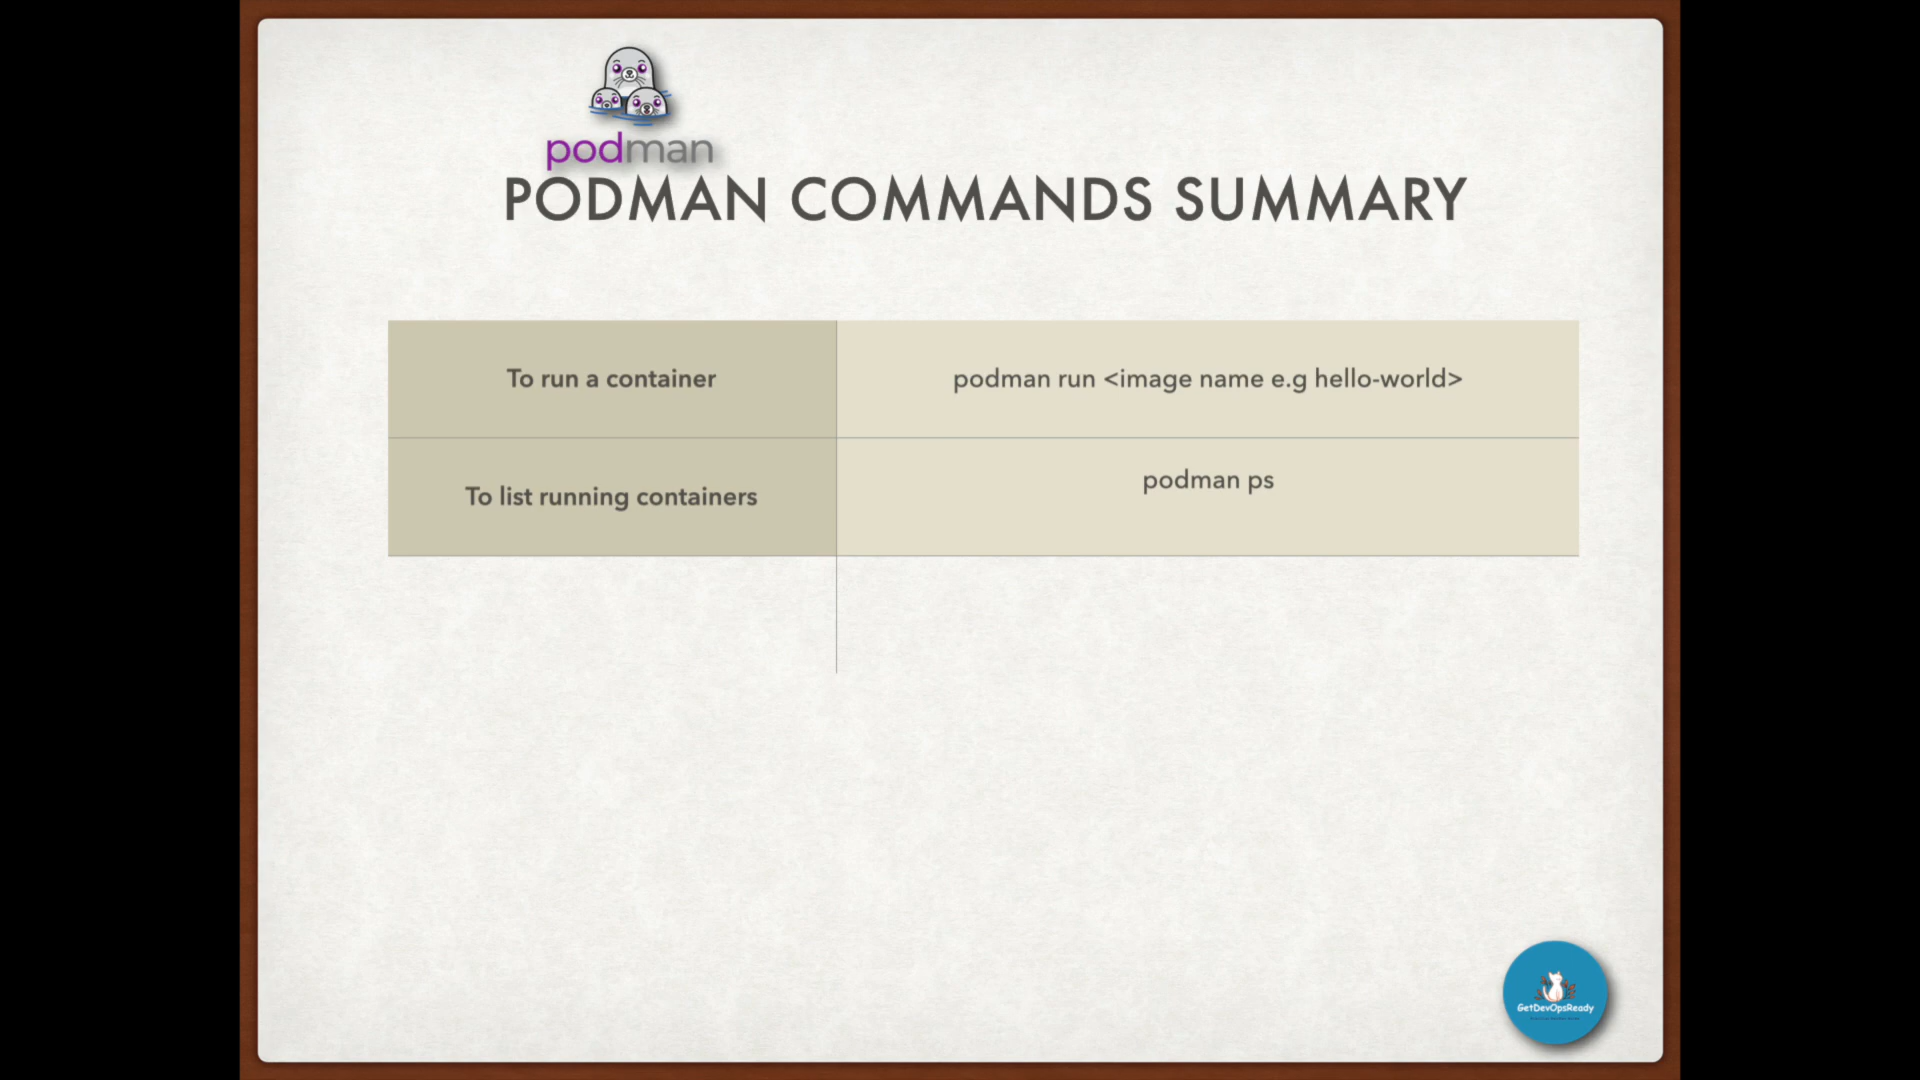 podman
PODMAN COMMANDS SUMMARY
To run a container
podman run <image name e.g hello-world>
To list running containers
podman ps
GetDevOpsReady